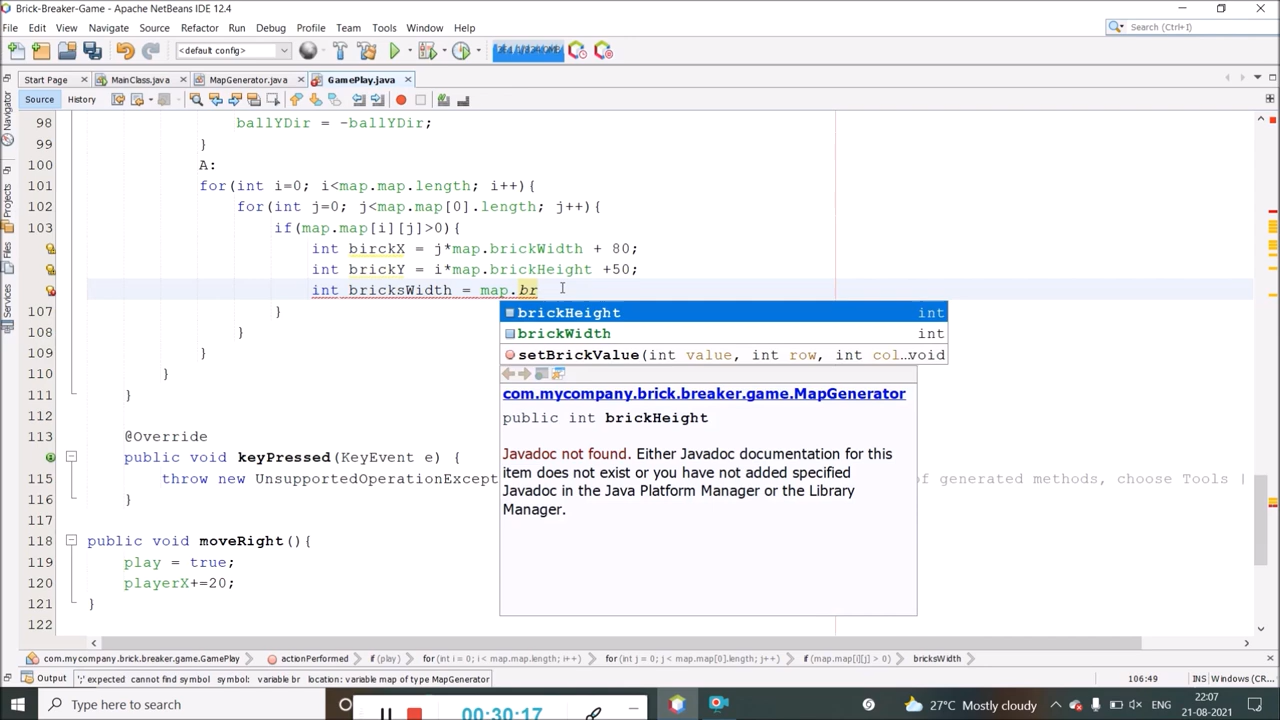 Brick-Breaker-Game - Apache NetBeans IDE 12.4
File Edit View Navigate Source Refactor Run Debug Profile Team Tools Window Help
Search (Ctrl+I)
<default config>
Start Page MainClass.java MapGenerator.java GamePlay.java
Source History
Navigator
Projects
Files
Services
98 ballYDir = -ballYDir;
99 }
100 A:
101 for(int i=0; i<map.map.length; i++){
102 for(int j=0; j<map.map[0].length; j++){
103 if(map.map[i][j]>0){
int birckX = j*map.brickWidth + 80;
int brickY = i*map.brickHeight +50;
int bricksWidth = map.br
brickHeight int
brickWidth int
setBrickValue(int value, int row, int col…void
com.mycompany.brick.breaker.game.MapGenerator
public int brickHeight
Javadoc not found. Either Javadoc documentation for this
item does not exist or you have not added specified
Javadoc in the Java Platform Manager or the Library
Manager.
107 }
108 }
109 }
110 }
111 }
112
113 @Override
public void keyPressed(KeyEvent e) {
115 throw new UnsupportedOperationExcept of generated methods, choose Tools |
116 }
117
118 public void moveRight(){
119 play = true;
120 playerX+=20;
121 }
122
com.mycompany.brick.breaker.game.GamePlay actionPerformed if (play) for (int i = 0; i < map.map.length; i++) for (int j = 0; j < map.map[0].length; j++) if (map.map[i][j] > 0) bricksWidth
Output ';' expected cannot find symbol symbol: variable br location: variable map of type MapGenerator 106:49 INS Windows (CR...
Type here to search
00:30:17
27°C Mostly cloudy
ENG
22:07
21-08-2021